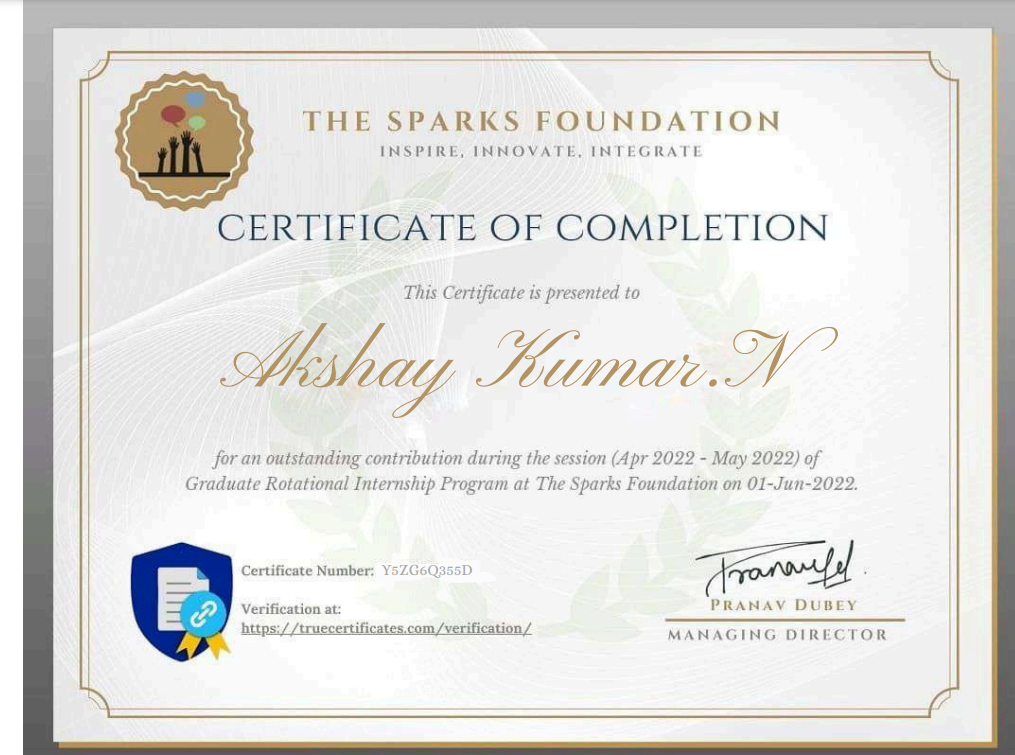 THE SPARKS FOUNDATION
INSPIRE, INNOVATE, INTEGRATE
CERTIFICATE OF COMPLETION
This Certificate is presented to
Akshay Kumar.N
for an outstanding contribution during the session (Apr 2022 - May 2022) of
Graduate Rotational Internship Program at The Sparks Foundation on 01-Jun-2022.
Certificate Number: Y5ZG6Q355D
Verification at:
https://truecertificates.com/verification/
PRANAV DUBEY
MANAGING DIRECTOR